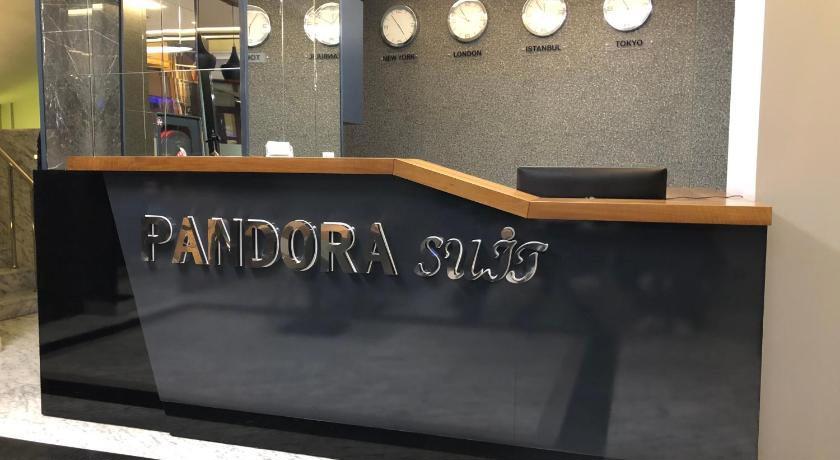 NEW YORK
LONDON
ISTANBUL
TOKYO
PANDORA suit